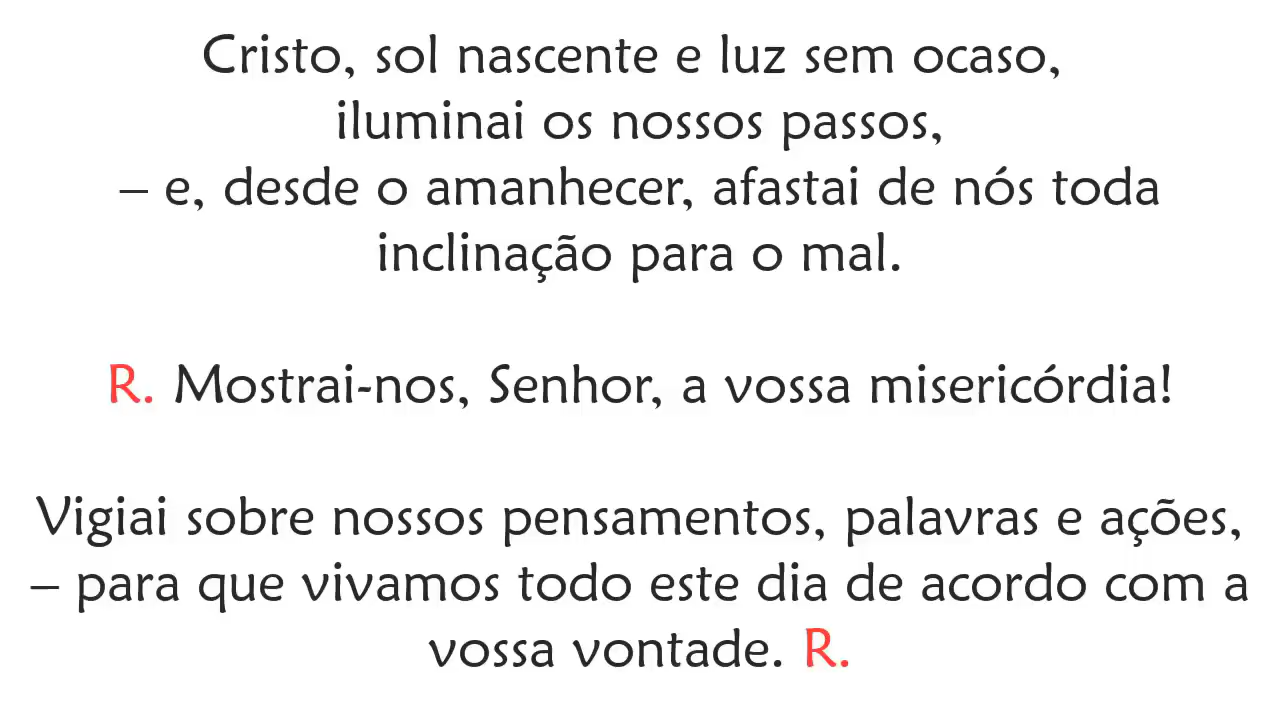 Cristo, sol nascente e luz sem ocaso,
iluminai os nossos passos,
– e, desde o amanhecer, afastai de nós toda
inclinação para o mal.
R. Mostrai-nos, Senhor, a vossa misericórdia!
Vigiai sobre nossos pensamentos, palavras e ações,
– para que vivamos todo este dia de acordo com a
vossa vontade. R.